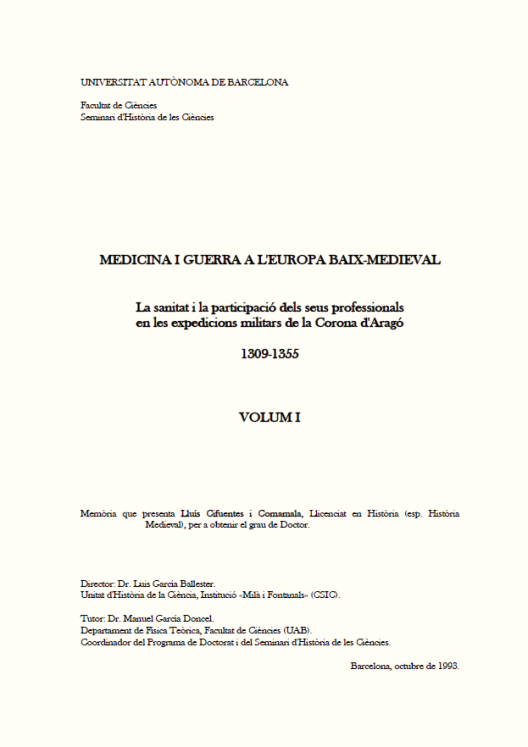 UNIVERSITAT AUTÒNOMA DE BARCELONA
Facultat de Ciències
Seminari d'Història de les Ciències
MEDICINA I GUERRA A L'EUROPA BAIX-MEDIEVAL
La sanitat i la participació dels seus professionals
en les expedicions militars de la Corona d'Aragó
1309-1355
VOLUM I
Memòria que presenta Lluís Cifuentes i Comamala, Llicenciat en Història (esp. Història
Medieval), per a obtenir el grau de Doctor.
Director: Dr. Luis García Ballester.
Unitat d'Història de la Ciència, Institució «Milà i Fontanals» (CSIC).
Tutor: Dr. Manuel García Doncel.
Departament de Física Teòrica, Facultat de Ciències (UAB).
Coordinador del Programa de Doctorat i del Seminari d'Història de les Ciències.
Barcelona, octubre de 1993.